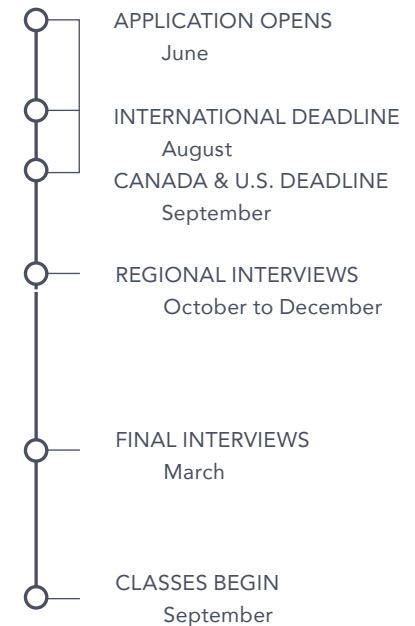 APPLICATION OPENS
June
INTERNATIONAL DEADLINE
August
CANADA & U.S. DEADLINE
September
REGIONAL INTERVIEWS
October to December
FINAL INTERVIEWS
March
CLASSES BEGIN
September